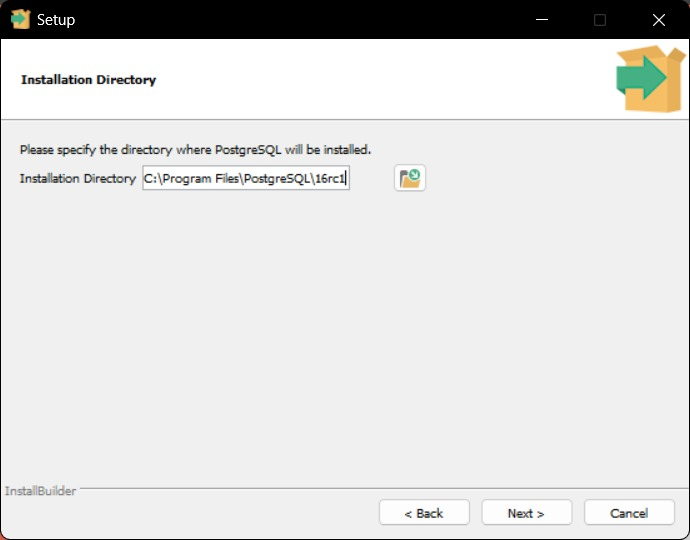 Setup
Installation Directory
Please specify the directory where PostgreSQL will be installed.
Installation Directory C:\Program Files\PostgreSQL\16rc1
InstallBuilder
< Back Next > Cancel